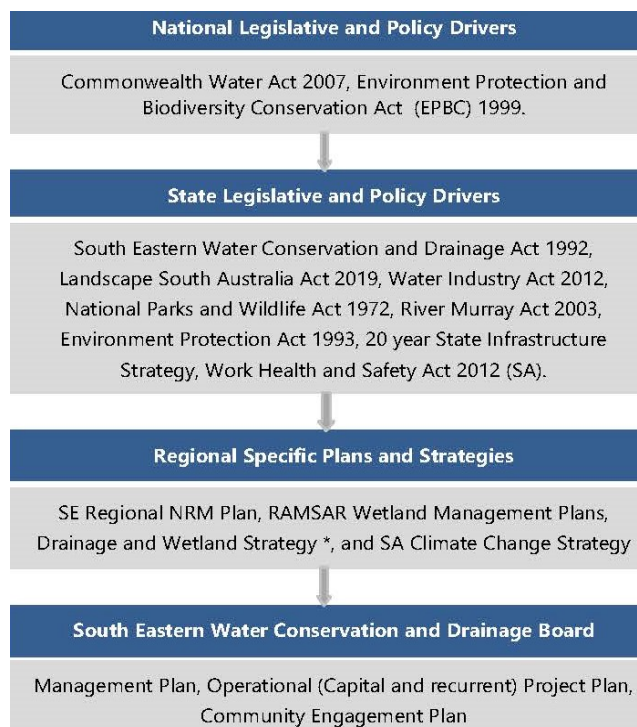 National Legislative and Policy Drivers
Commonwealth Water Act 2007, Environment Protection and
Biodiversity Conservation Act (EPBC) 1999.
State Legislative and Policy Drivers
South Eastern Water Conservation and Drainage Act 1992,
Landscape South Australia Act 2019, Water Industry Act 2012,
National Parks and Wildlife Act 1972, River Murray Act 2003,
Environment Protection Act 1993, 20 year State Infrastructure
Strategy, Work Health and Safety Act 2012 (SA).
Regional Specific Plans and Strategies
SE Regional NRM Plan, RAMSAR Wetland Management Plans,
Drainage and Wetland Strategy *, and SA Climate Change Strategy
South Eastern Water Conservation and Drainage Board
Management Plan, Operational (Capital and recurrent) Project Plan,
Community Engagement Plan